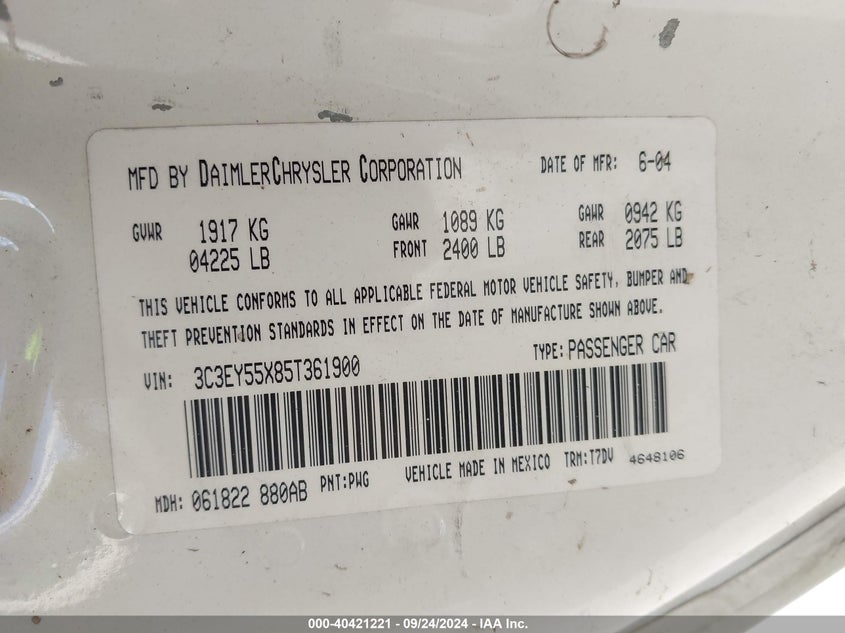 MFD BY DAIMLERCHRYSLER CORPORATION DATE OF MFR: 6-04
GVWR 1917 KG GAWR 1089 KG GAWR 0942 KG
04225 LB FRONT 2400 LB REAR 2075 LB
THIS VEHICLE CONFORMS TO ALL APPLICABLE FEDERAL MOTOR VEHICLE SAFETY, BUMPER AND
THEFT PREVENTION STANDARDS IN EFFECT ON THE DATE OF MANUFACTURE SHOWN ABOVE.
VIN: 3C3EY55X85T361900 TYPE: PASSENGER CAR
MDH: 061822 880AB PNT:PWG VEHICLE MADE IN MEXICO TRM:T7DV 4648106
000-40421221 - 09/24/2024 - IAA Inc.